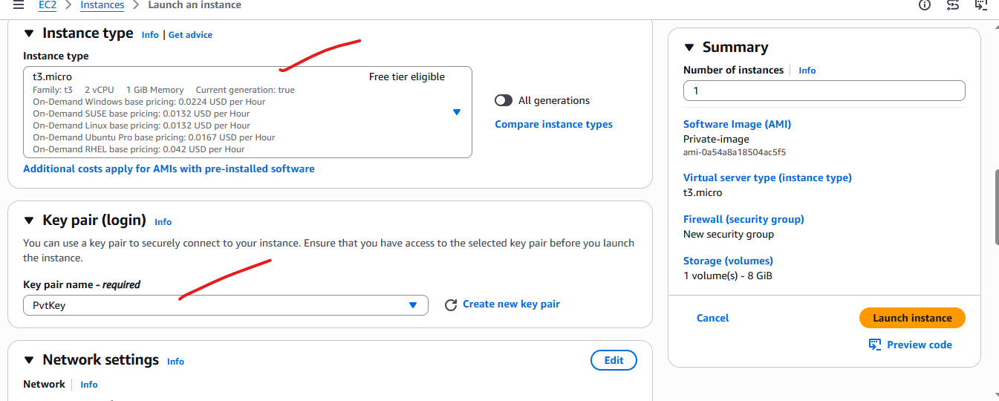 EC2 > Instances > Launch an instance
Instance type Info | Get advice
Instance type
t3.micro Free tier eligible
Family: t3 2 vCPU 1 GiB Memory Current generation: true
On-Demand Windows base pricing: 0.0224 USD per Hour
On-Demand SUSE base pricing: 0.0132 USD per Hour
On-Demand Linux base pricing: 0.0132 USD per Hour
On-Demand Ubuntu Pro base pricing: 0.0167 USD per Hour
On-Demand RHEL base pricing: 0.042 USD per Hour
All generations
Compare instance types
Additional costs apply for AMIs with pre-installed software
Key pair (login) Info
You can use a key pair to securely connect to your instance. Ensure that you have access to the selected key pair before you launch
the instance.
Key pair name - required
PvtKey
Create new key pair
Network settings Info
Edit
Network Info
Summary
Number of instances Info
1
Software Image (AMI)
Private-image
ami-0a54a8a18504ac5f5
Virtual server type (instance type)
t3.micro
Firewall (security group)
New security group
Storage (volumes)
1 volume(s) - 8 GiB
Cancel
Launch instance
Preview code